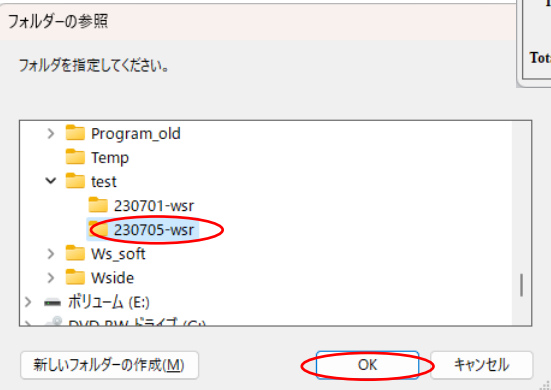 フォルダーの参照
フォルダを指定してください。
Tot
Program_old
Temp
test
230701-wsr
230705-wsr
Ws_soft
Wside
ボリューム (E:)
新しいフォルダーの作成(M)
OK
キャンセル